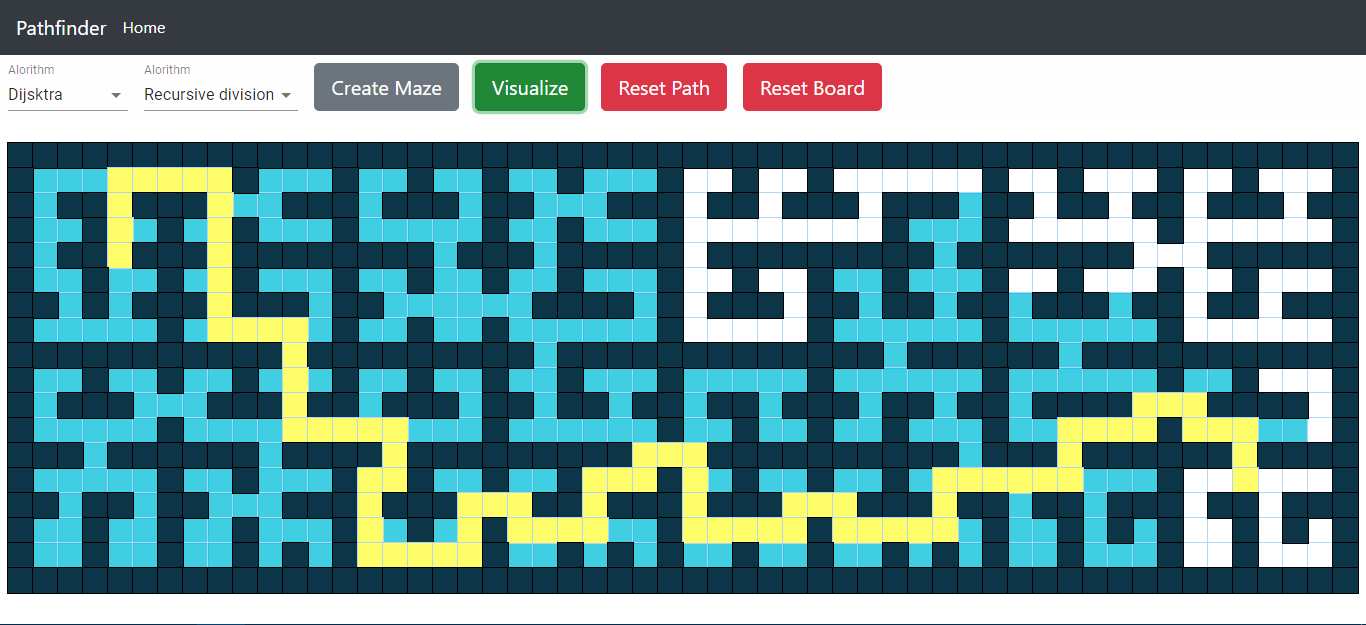 Pathfinder Home
Alorithm Alorithm
Dijsktra Recursive division Create Maze Visualize Reset Path Reset Board